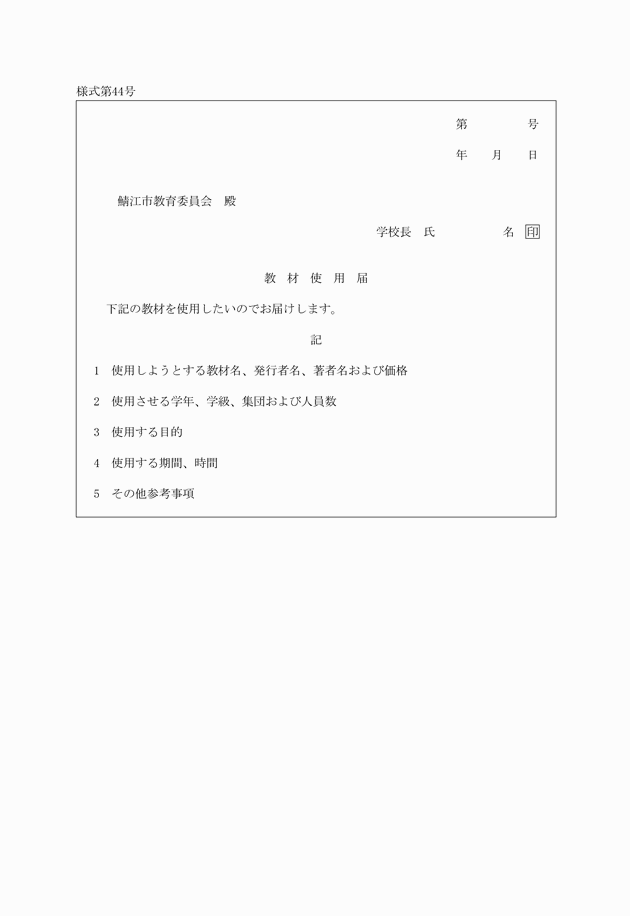 様式第44号
第　　　　　号
年　　月　　日
鯖江市教育委員会　殿
学校長　氏　　　　　　名　印
教　材　使　用　届
下記の教材を使用したいのでお届けします。
記
1　使用しようとする教材名、発行者名、著者名および価格
2　使用させる学年、学級、集団および人員数
3　使用する目的
4　使用する期間、時間
5　その他参考事項